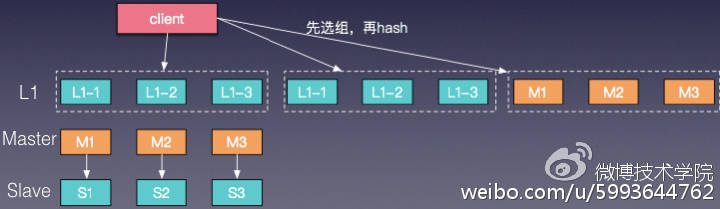 client
先选组，再hash
L1 L1-1 L1-2 L1-3 L1-1 L1-2 L1-3 M1 M2 M3
Master M1 M2 M3
Slave S1 S2 S3
微博技术学院
weibo.com/u/5993644762